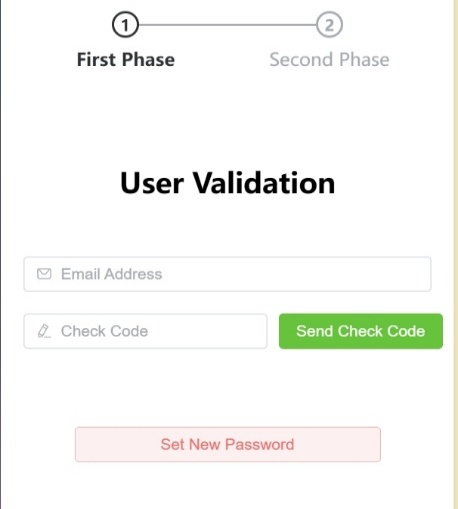 1 2
First Phase Second Phase
User Validation
Email Address
Check Code Send Check Code
Set New Password